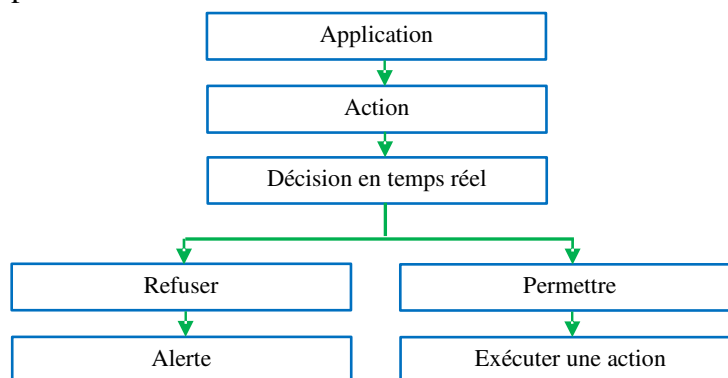 Application
Action
Décision en temps réel
Refuser
Permettre
Alerte
Exécuter une action